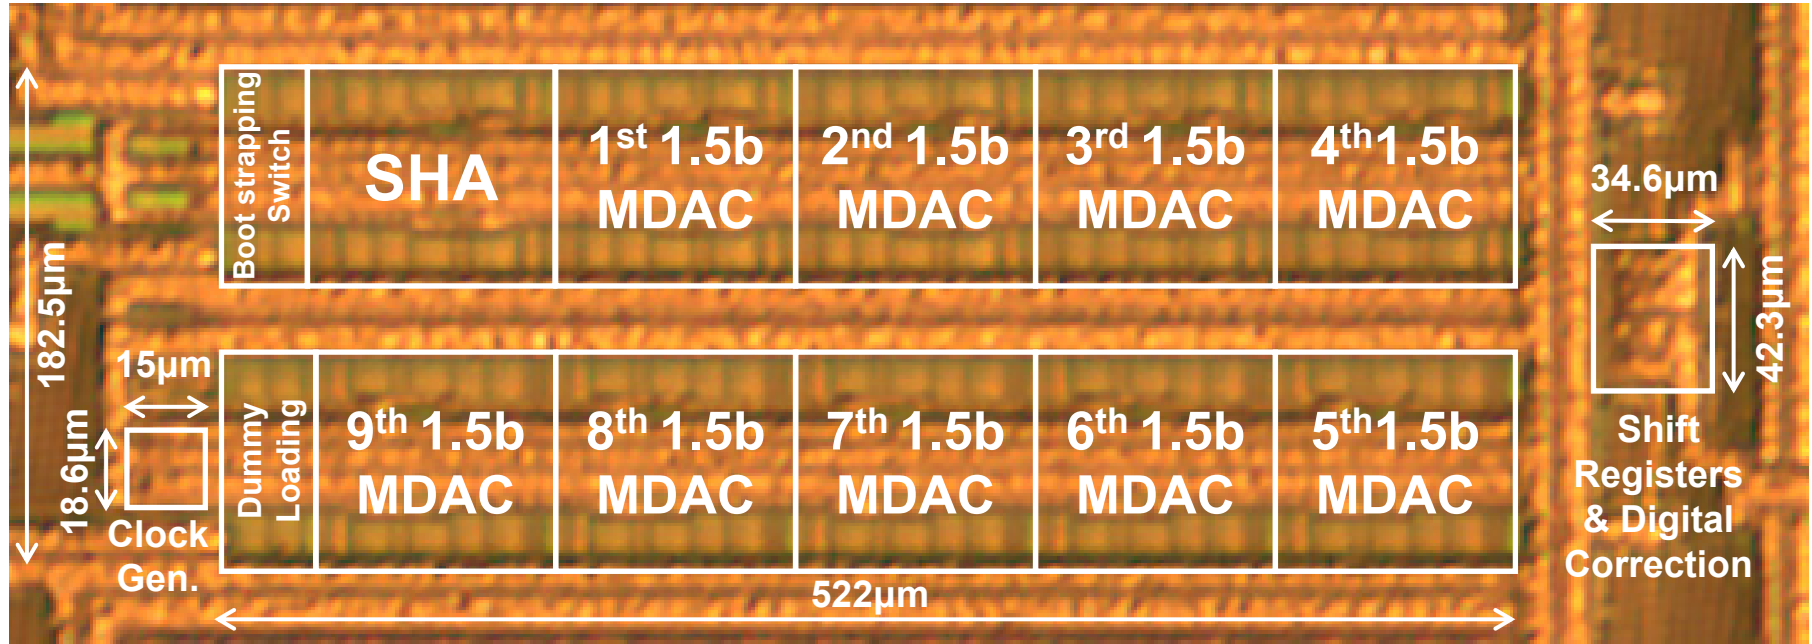 Boot strapping
Switch
SHA
1st 1.5b
MDAC
2nd 1.5b
MDAC
3rd 1.5b
MDAC
4th1.5b
MDAC
34.6µm
42.3µm
182.5µm
15µm
18.6µm
Clock
Gen.
Dummy
Loading
9th 1.5b
MDAC
8th 1.5b
MDAC
7th 1.5b
MDAC
6th 1.5b
MDAC
5th1.5b
MDAC
Shift
Registers
& Digital
Correction
522µm